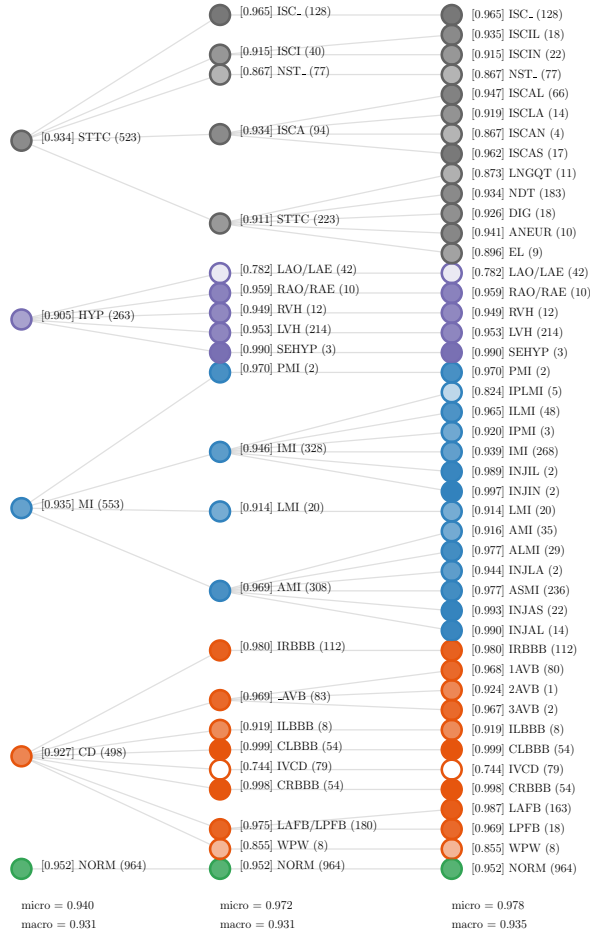 [0.965] ISC_ (128) [0.965] ISC_ (128)
[0.935] ISCIL (18)
[0.915] ISCI (40) [0.915] ISCIN (22)
[0.867] NST_ (77) [0.867] NST_ (77)
[0.947] ISCAL (66)
[0.919] ISCLA (14)
[0.934] STTC (523) [0.934] ISCA (94) [0.867] ISCAN (4)
[0.962] ISCAS (17)
[0.873] LNGQT (11)
[0.934] NDT (183)
[0.911] STTC (223) [0.926] DIG (18)
[0.941] ANEUR (10)
[0.896] EL (9)
[0.782] LAO/LAE (42) [0.782] LAO/LAE (42)
[0.959] RAO/RAE (10) [0.959] RAO/RAE (10)
[0.905] HYP (263) [0.949] RVH (12) [0.949] RVH (12)
[0.953] LVH (214) [0.953] LVH (214)
[0.990] SEHYP (3) [0.990] SEHYP (3)
[0.970] PMI (2) [0.970] PMI (2)
[0.824] IPLMI (5)
[0.965] ILMI (48)
[0.920] IPMI (3)
[0.946] IMI (328) [0.939] IMI (268)
[0.989] INJIL (2)
[0.997] INJIN (2)
[0.935] MI (553) [0.914] LMI (20) [0.914] LMI (20)
[0.916] AMI (35)
[0.977] ALMI (29)
[0.944] INJLA (2)
[0.969] AMI (308) [0.977] ASMI (236)
[0.993] INJAS (22)
[0.990] INJAL (14)
[0.980] IRBBB (112) [0.980] IRBBB (112)
[0.968] 1AVB (80)
[0.969] _AVB (83) [0.924] 2AVB (1)
[0.967] 3AVB (2)
[0.919] ILBBB (8) [0.919] ILBBB (8)
[0.927] CD (498) [0.999] CLBBB (54) [0.999] CLBBB (54)
[0.744] IVCD (79) [0.744] IVCD (79)
[0.998] CRBBB (54) [0.998] CRBBB (54)
[0.987] LAFB (163)
[0.975] LAFB/LPFB (180) [0.969] LPFB (18)
[0.855] WPW (8) [0.855] WPW (8)
[0.952] NORM (964) [0.952] NORM (964) [0.952] NORM (964)
micro = 0.940 micro = 0.972 micro = 0.978
macro = 0.931 macro = 0.931 macro = 0.935